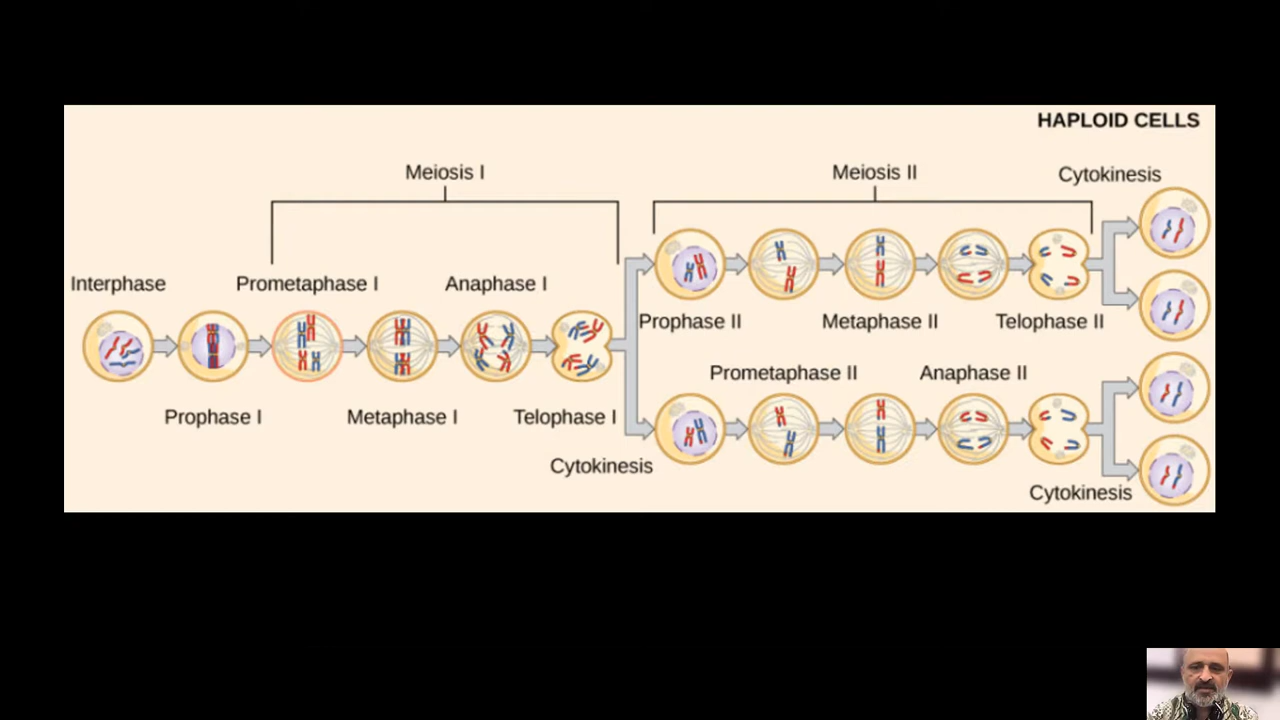 HAPLOID CELLS
Meiosis I
Meiosis II
Cytokinesis
Interphase
Prometaphase I
Anaphase I
Prophase II
Metaphase II
Telophase II
Prometaphase II
Anaphase II
Prophase I
Metaphase I
Telophase I
Cytokinesis
Cytokinesis